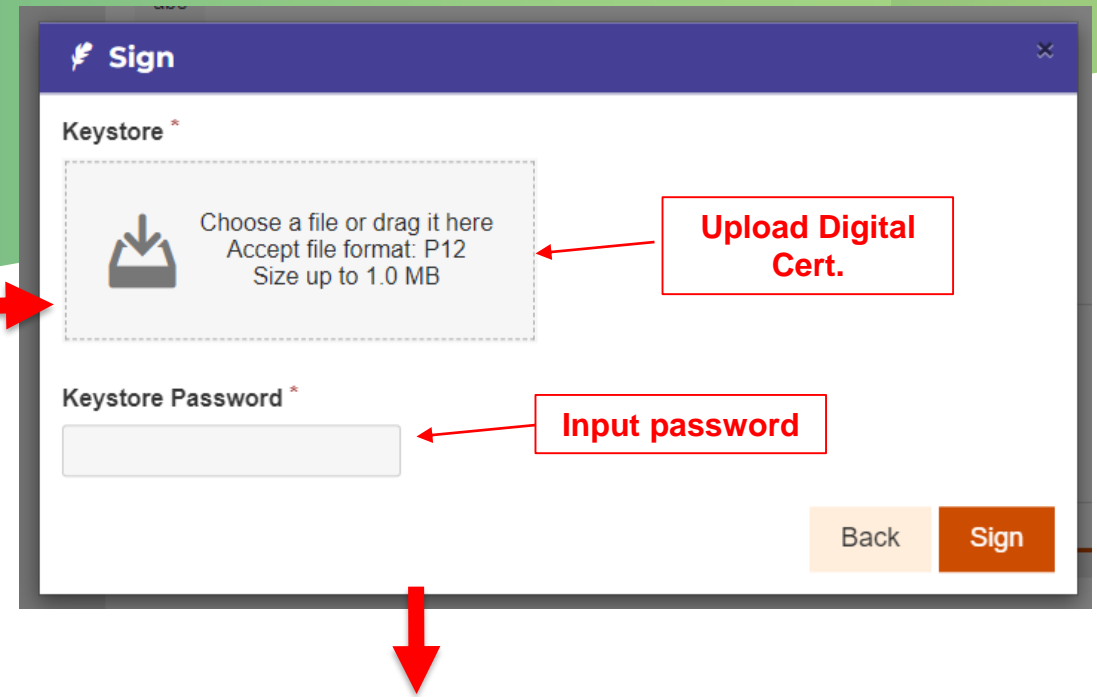 Sign
Keystore *
Choose a file or drag it here
Accept file format: P12
Size up to 1.0 MB
Upload Digital
Cert.
Keystore Password *
Input password
Back
Sign